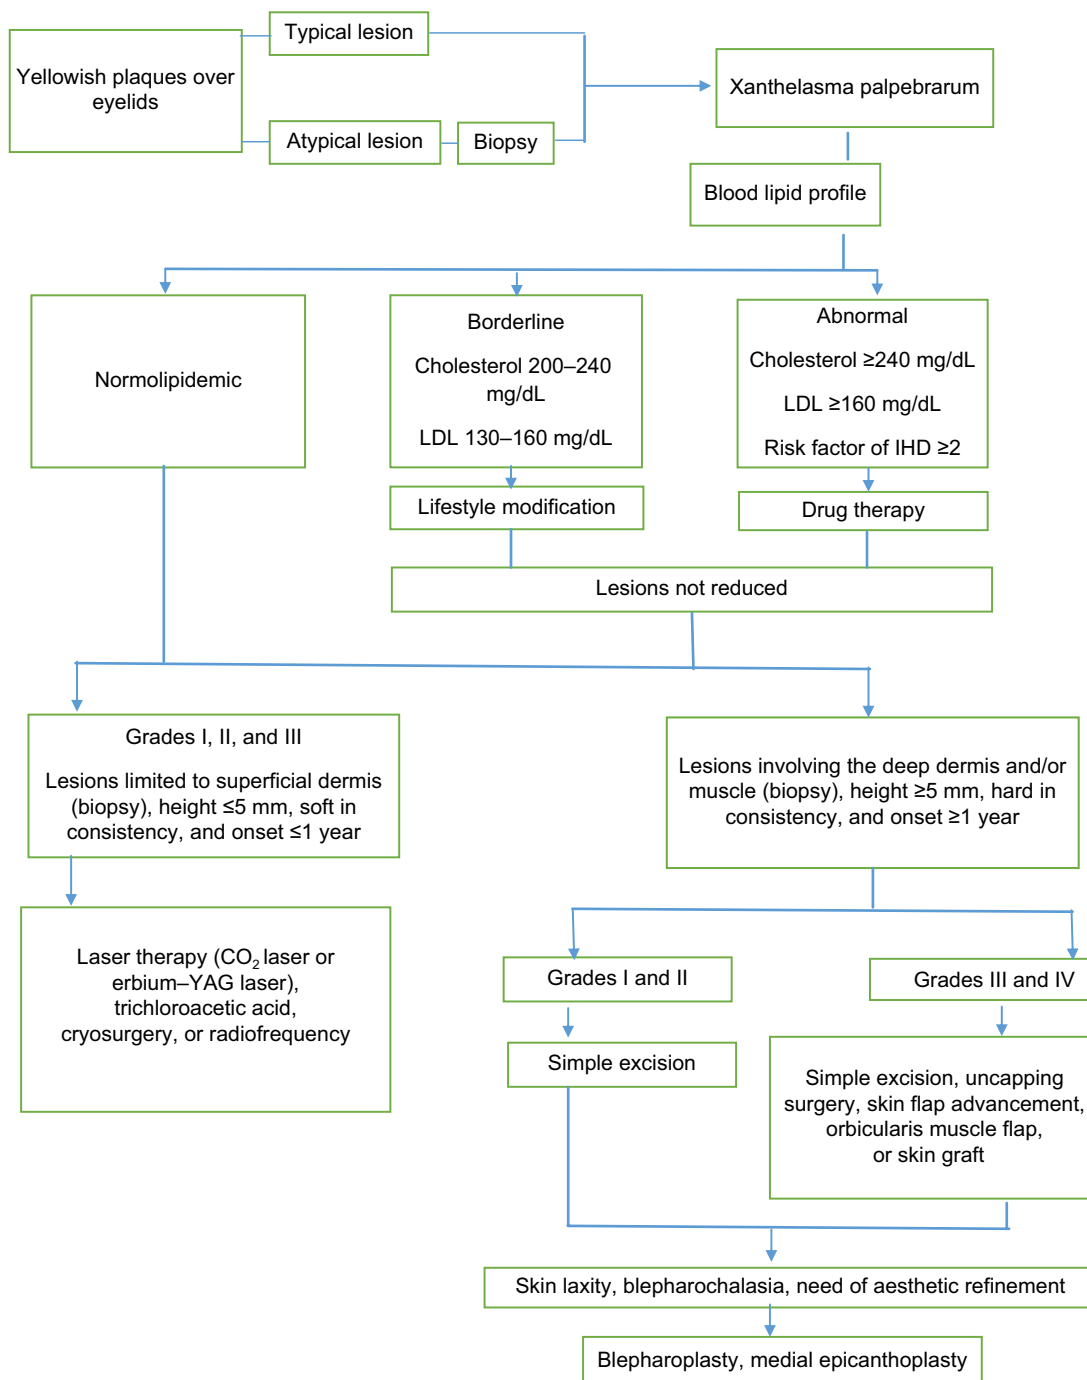 Typical lesion
Yellowish plaques over
eyelids
Atypical lesion
Biopsy
Xanthelasma palpebrarum
Blood lipid profile
Normolipidemic
Borderline
Cholesterol 200–240
mg/dL
LDL 130–160 mg/dL
Abnormal
Cholesterol ≥240 mg/dL
LDL ≥160 mg/dL
Risk factor of IHD ≥2
Lifestyle modification
Drug therapy
Lesions not reduced
Grades I, II, and III
Lesions limited to superficial dermis
(biopsy), height ≤5 mm, soft in
consistency, and onset ≤1 year
Lesions involving the deep dermis and/or
muscle (biopsy), height ≥5 mm, hard in
consistency, and onset ≥1 year
Laser therapy (CO₂ laser or
erbium–YAG laser),
trichloroacetic acid,
cryosurgery, or radiofrequency
Grades I and II
Grades III and IV
Simple excision
Simple excision, uncapping
surgery, skin flap advancement,
orbicularis muscle flap,
or skin graft
Skin laxity, blepharochalasia, need of aesthetic refinement
Blepharoplasty, medial epicanthoplasty